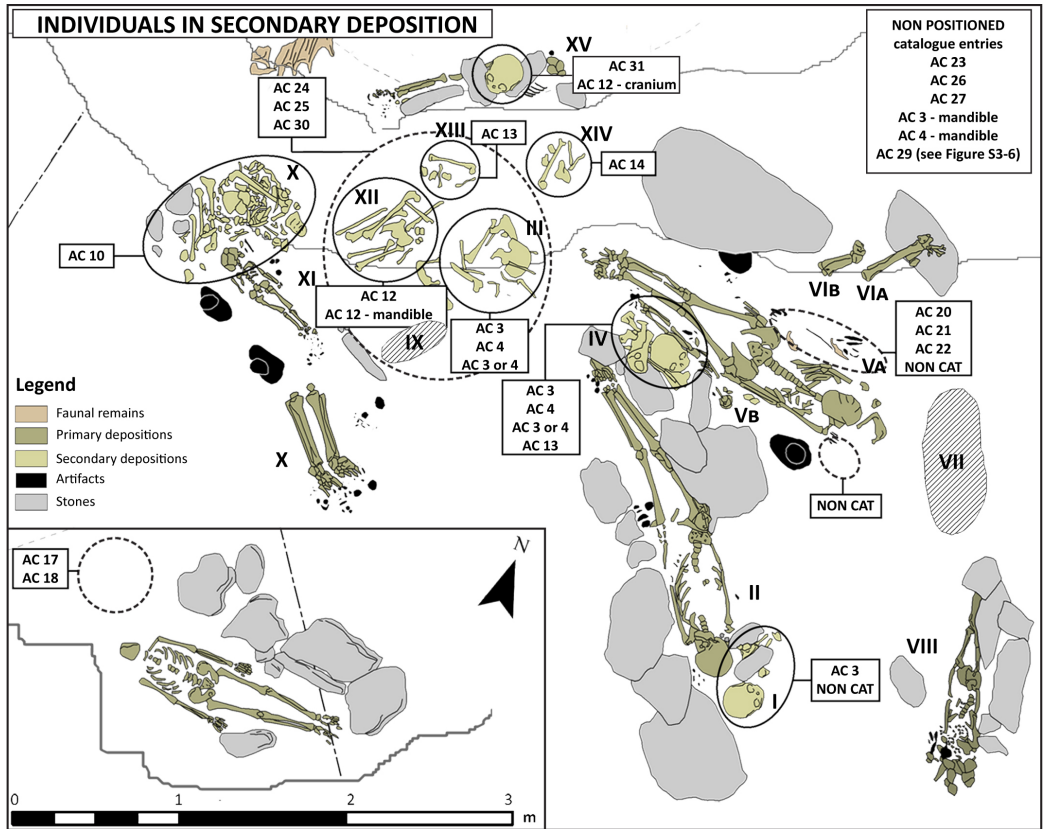 INDIVIDUALS IN SECONDARY DEPOSITION
NON POSITIONED
catalogue entries
AC 23
AC 26
AC 27
AC 3 - mandible
AC 4 - mandible
AC 29 (see Figure S3-6)
XV
AC 31
AC 12 - cranium
AC 24
AC 25
AC 30
XIII
AC 13
XIV
AC 14
X
XII
III
AC 10
XI
AC 12
AC 12 - mandible
IX
AC 3
AC 4
AC 3 or 4
VIB
VIA
AC 20
AC 21
AC 22
NON CAT
IV
VA
AC 3
AC 4
AC 3 or 4
AC 13
VB
VII
NON CAT
Legend
Faunal remains
Primary depositions
Secondary depositions
Artifacts
Stones
X
AC 17
AC 18
N
II
VIII
AC 3
NON CAT
I
0
1
2
3
m